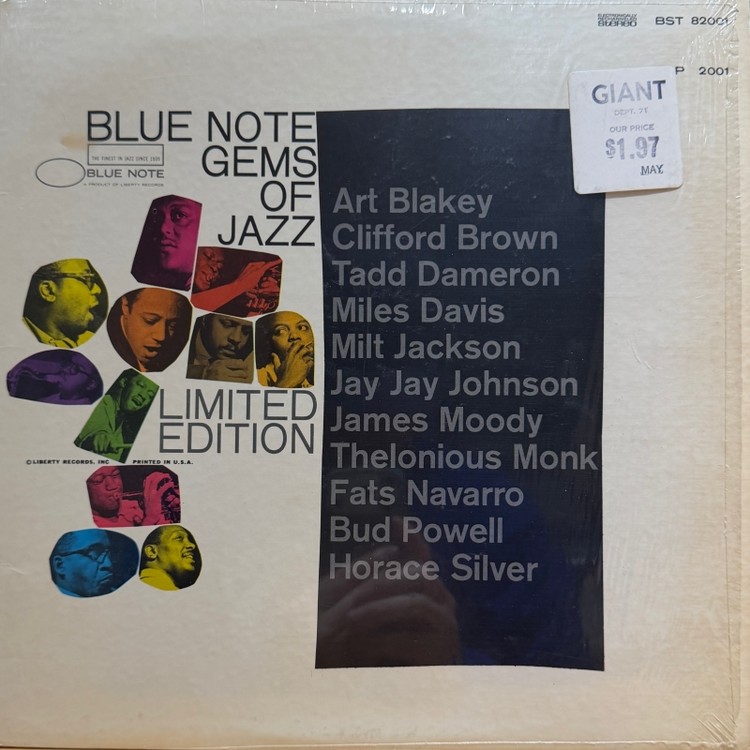 ELECTRONICALLY
RECHANNELED
STEREO
BST 82001
P 2001
GIANT
DEPT. 71
OUR PRICE
$1.97
MAY.
BLUE NOTE
GEMS
OF
JAZZ
THE FINEST IN JAZZ SINCE 1939
BLUE NOTE
A PRODUCT OF LIBERTY RECORDS
LIMITED
EDITION
©LIBERTY RECORDS, INC PRINTED IN U.S.A.
Art Blakey
Clifford Brown
Tadd Dameron
Miles Davis
Milt Jackson
Jay Jay Johnson
James Moody
Thelonious Monk
Fats Navarro
Bud Powell
Horace Silver